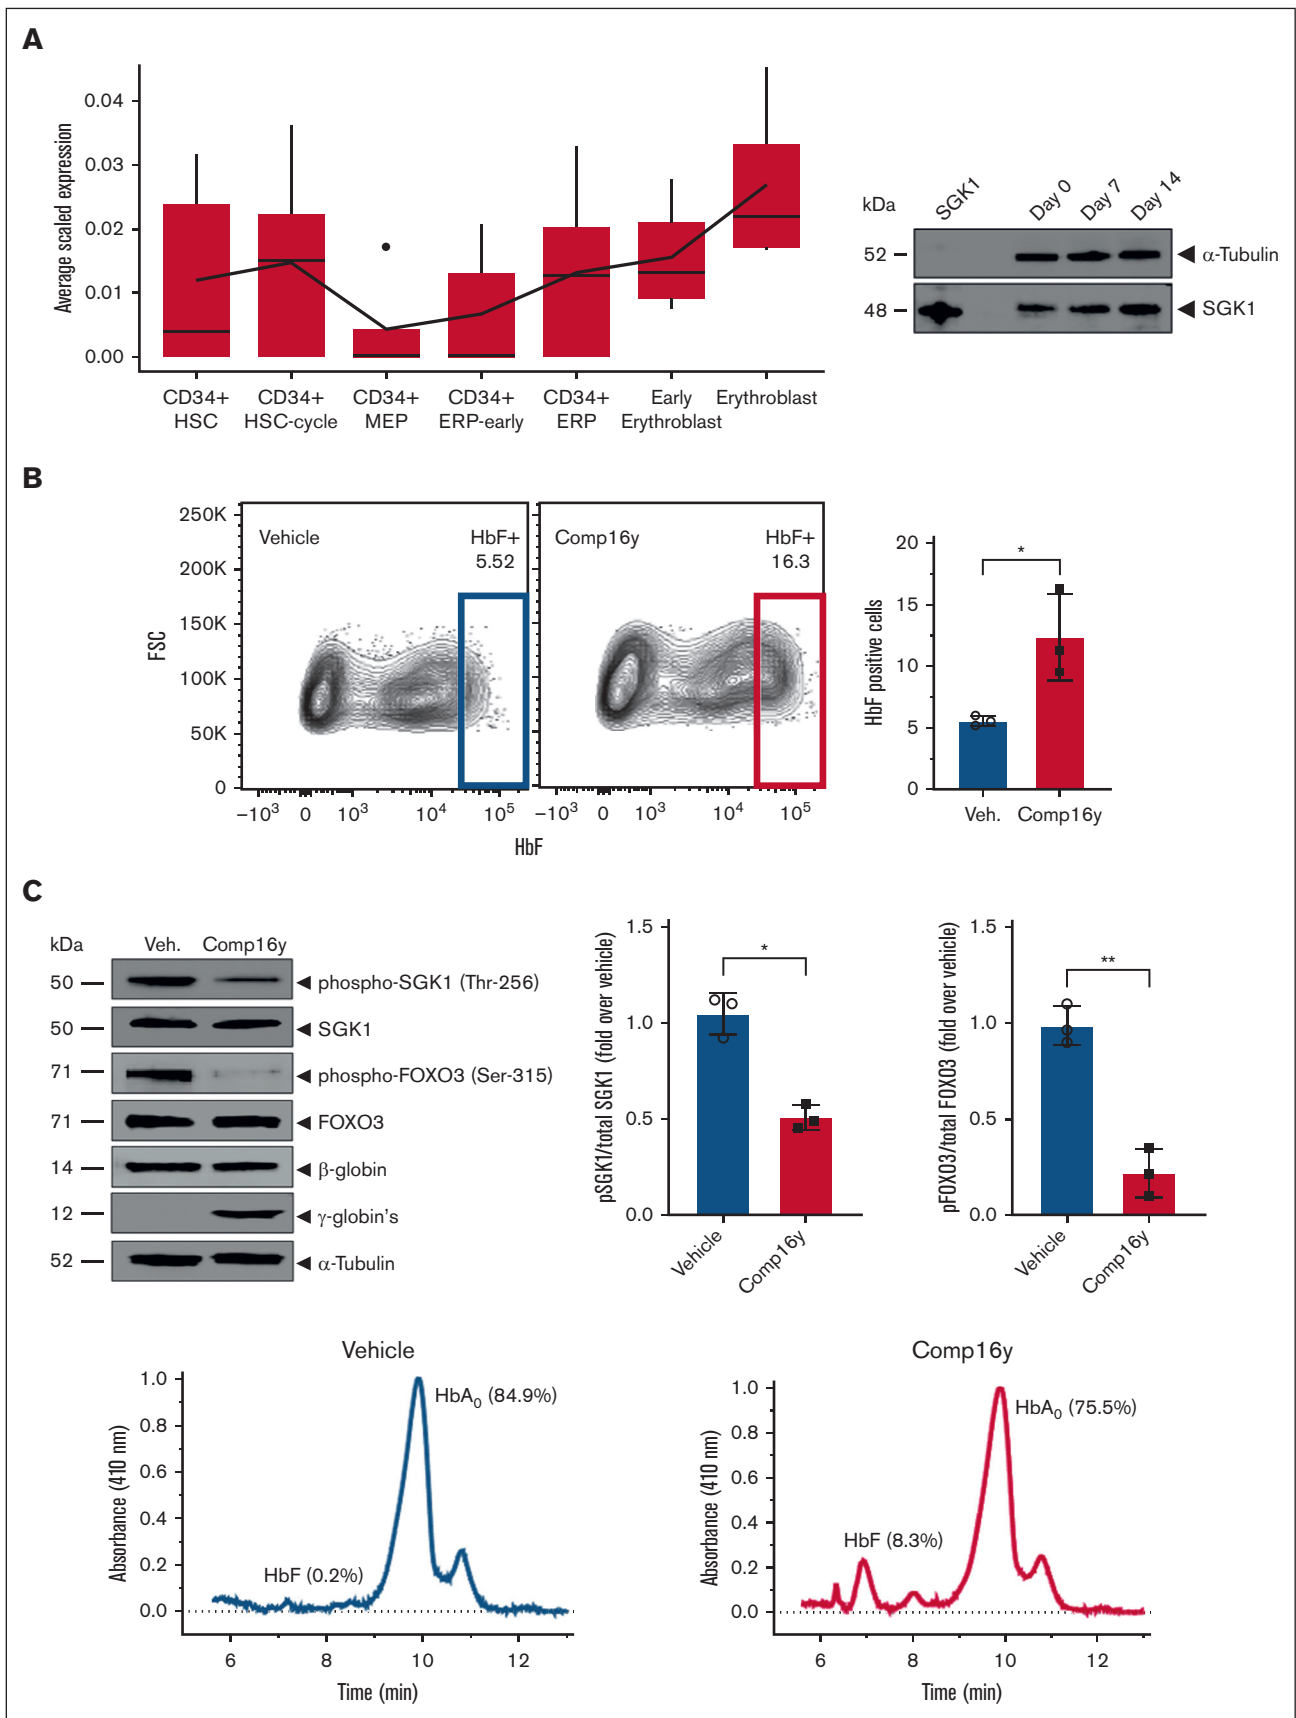 A
Average scaled expression
0.04
0.03
0.02
0.01
0.00
CD34+
HSC
CD34+
HSC-cycle
CD34+
MEP
CD34+
ERP-early
CD34+
ERP
Early
Erythroblast
Erythroblast
kDa
SGK1
Day 0
Day 7
Day 14
52
α-Tubulin
48
SGK1
B
FSC
250K
200K
150K
100K
50K
0
Vehicle
HbF+
5.52
Comp16y
HbF+
16.3
−10³ 0 10³ 10⁴ 10⁵
−10³ 0 10³ 10⁴ 10⁵
HbF
HbF positive cells
20
15
10
5
0
*
Veh. Comp16y
C
kDa Veh. Comp16y
50 phospho-SGK1 (Thr-256)
50 SGK1
71 phospho-FOXO3 (Ser-315)
71 FOXO3
14 β-globin
12 γ-globin's
52 α-Tubulin
pSGK1/total SGK1 (fold over vehicle)
1.5
1.0
0.5
0.0
*
Vehicle
Comp16y
pFOXO3/total FOXO3 (fold over vehicle)
1.5
1.0
0.5
0.0
**
Vehicle
Comp16y
Vehicle
Absorbance (410 nm)
1.0
0.8
0.6
0.4
0.2
0.0
HbA₀ (84.9%)
HbF (0.2%)
6 8 10 12
Time (min)
Comp16y
Absorbance (410 nm)
1.0
0.8
0.6
0.4
0.2
0.0
HbA₀ (75.5%)
HbF (8.3%)
6 8 10 12
Time (min)